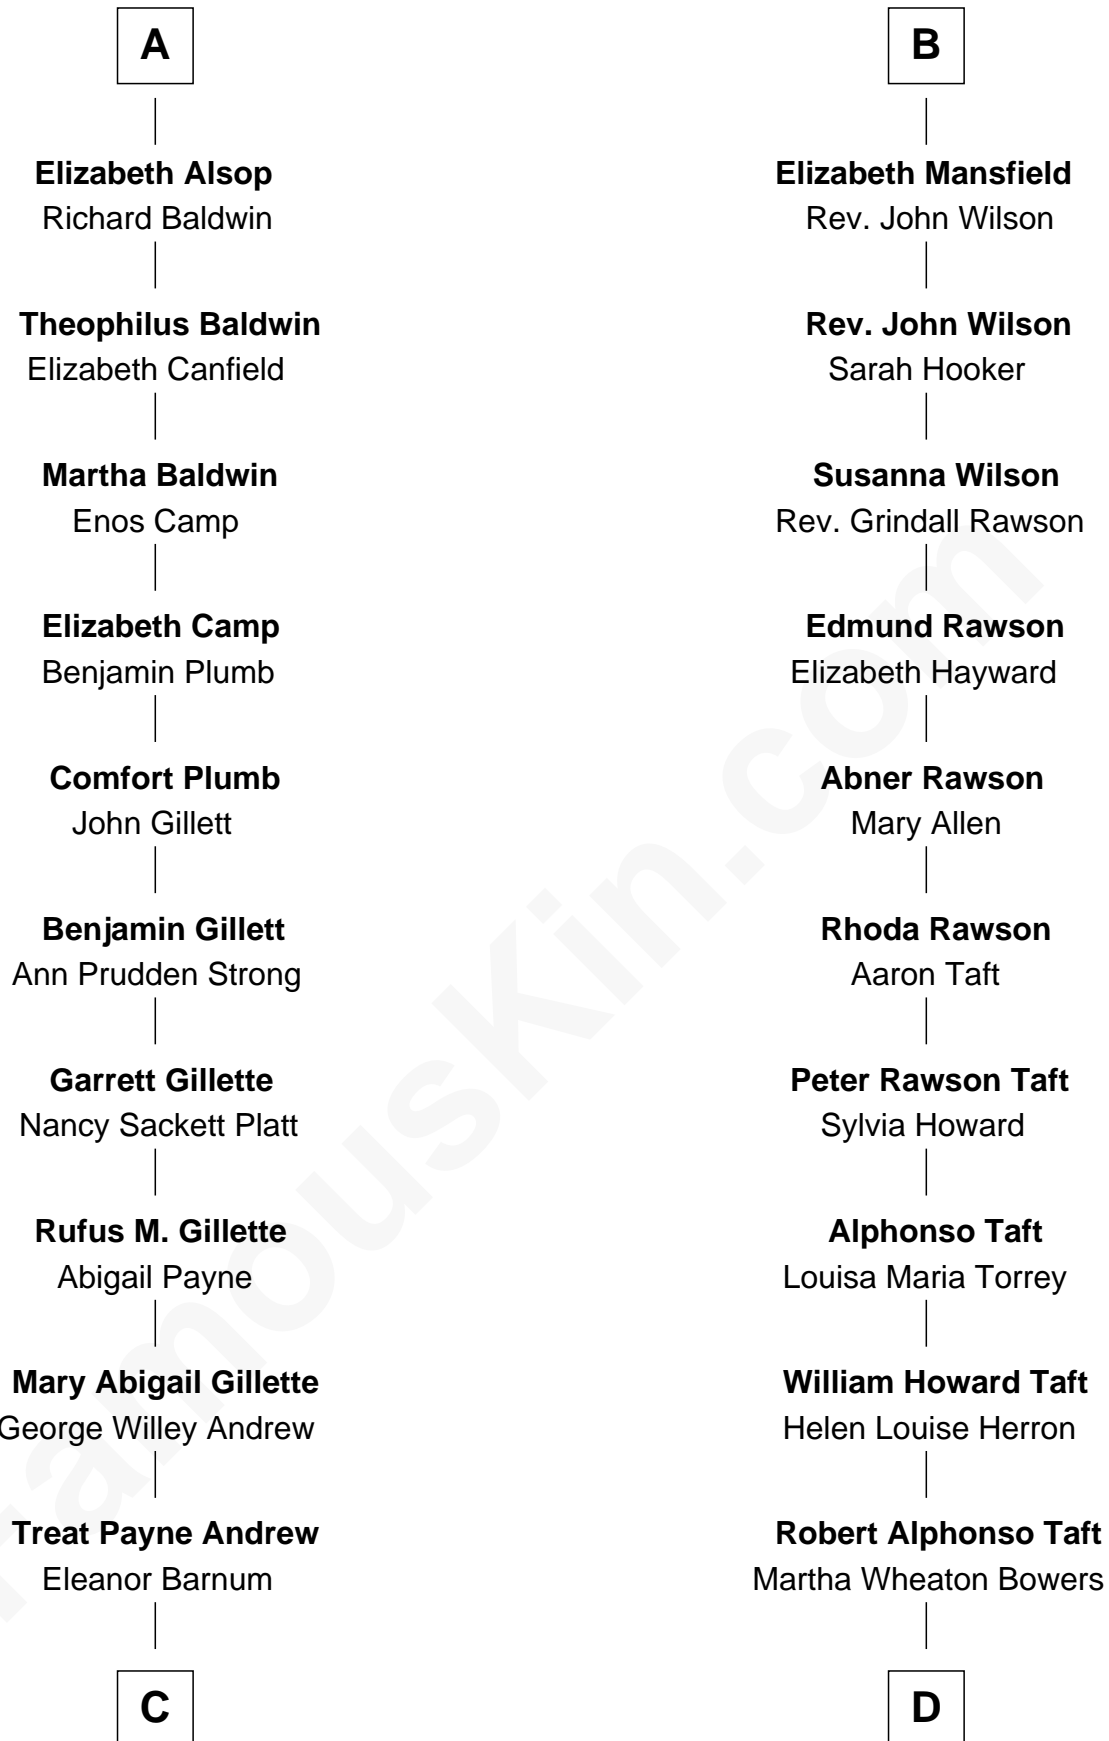 A
Elizabeth Alsop
Richard Baldwin
Theophilus Baldwin
Elizabeth Canfield
Martha Baldwin
Enos Camp
Elizabeth Camp
Benjamin Plumb
Comfort Plumb
John Gillett
Benjamin Gillett
Ann Prudden Strong
Garrett Gillette
Nancy Sackett Platt
Rufus M. Gillette
Abigail Payne
Mary Abigail Gillette
George Willey Andrew
Treat Payne Andrew
Eleanor Barnum
C
B
Elizabeth Mansfield
Rev. John Wilson
Rev. John Wilson
Sarah Hooker
Susanna Wilson
Rev. Grindall Rawson
Edmund Rawson
Elizabeth Hayward
Abner Rawson
Mary Allen
Rhoda Rawson
Aaron Taft
Peter Rawson Taft
Sylvia Howard
Alphonso Taft
Louisa Maria Torrey
William Howard Taft
Helen Louise Herron
Robert Alphonso Taft
Martha Wheaton Bowers
D
FamousKin.com